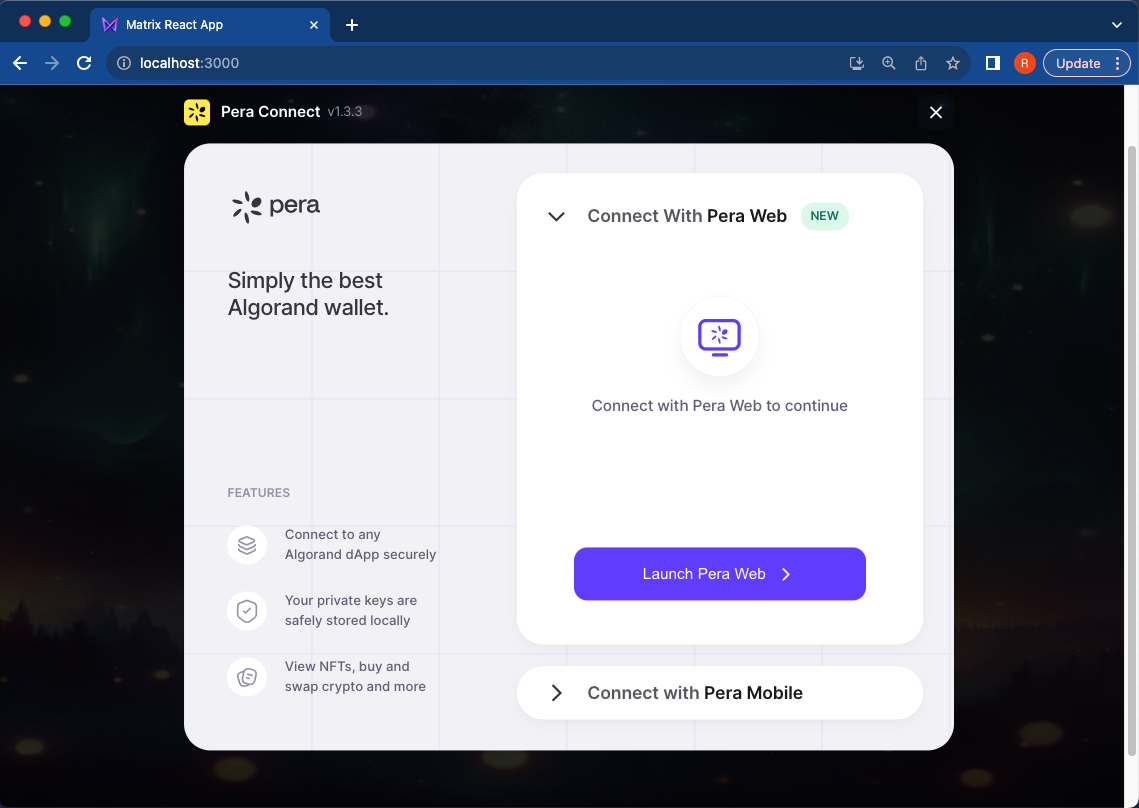 Matrix React App
localhost:3000
R
Update
Pera Connect v1.3.3
pera
Simply the best
Algorand wallet.
FEATURES
Connect to any
Algorand dApp securely
Your private keys are
safely stored locally
View NFTs, buy and
swap crypto and more
Connect With Pera Web NEW
Connect with Pera Web to continue
Launch Pera Web
Connect with Pera Mobile